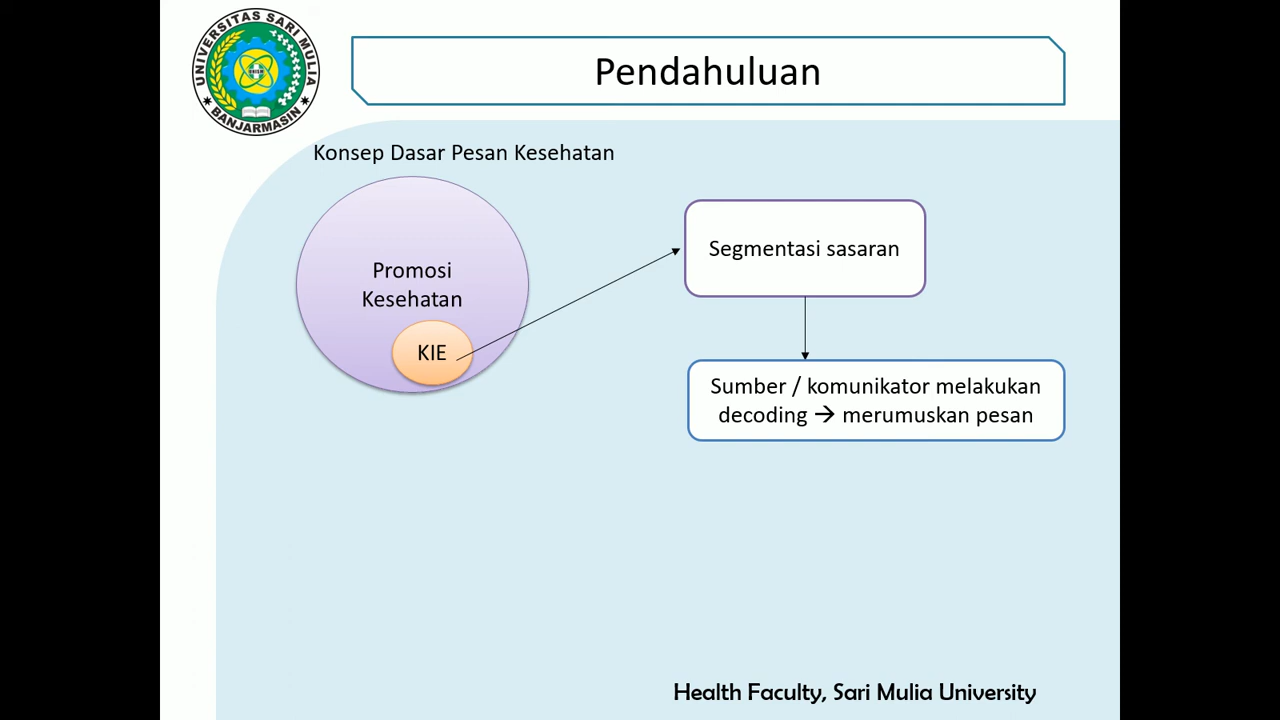 UNIVERSITAS SARI MULIA
BANJARMASIN
Pendahuluan
Konsep Dasar Pesan Kesehatan
Promosi
Kesehatan
KIE
Segmentasi sasaran
Sumber / komunikator melakukan
decoding → merumuskan pesan
Health Faculty, Sari Mulia University